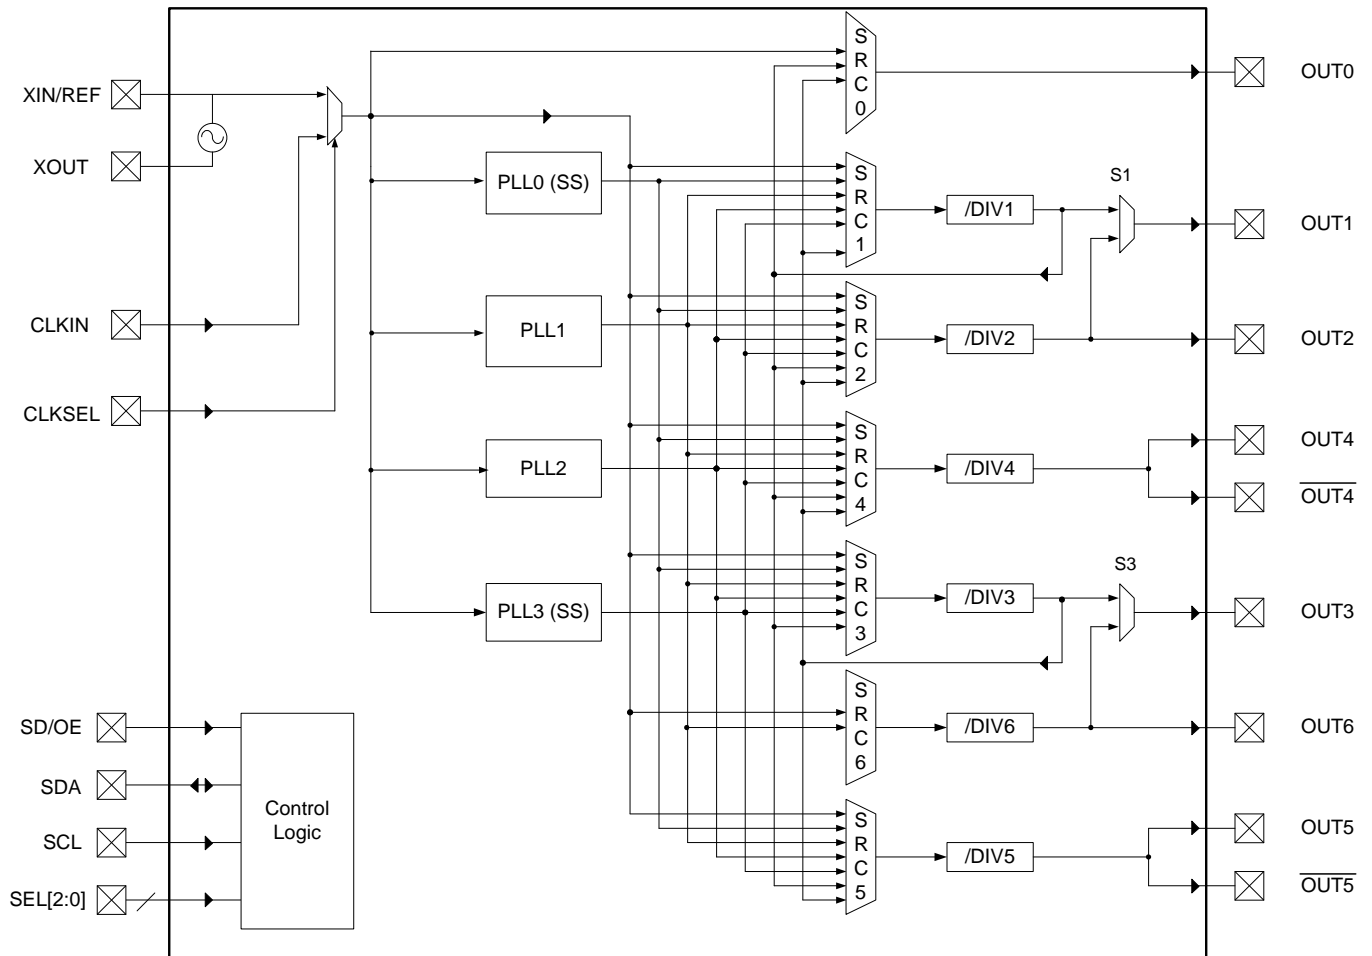 XIN/REF
XOUT
CLKIN
CLKSEL
SD/OE
SDA
SCL
SEL[2:0]
Control
Logic
PLL0 (SS)
PLL1
PLL2
PLL3 (SS)
SRC0
SRC1
SRC2
SRC4
SRC3
SRC6
SRC5
/DIV1
/DIV2
/DIV4
/DIV3
/DIV6
/DIV5
S1
S3
OUT0
OUT1
OUT2
OUT4
OUT4
OUT3
OUT6
OUT5
OUT5